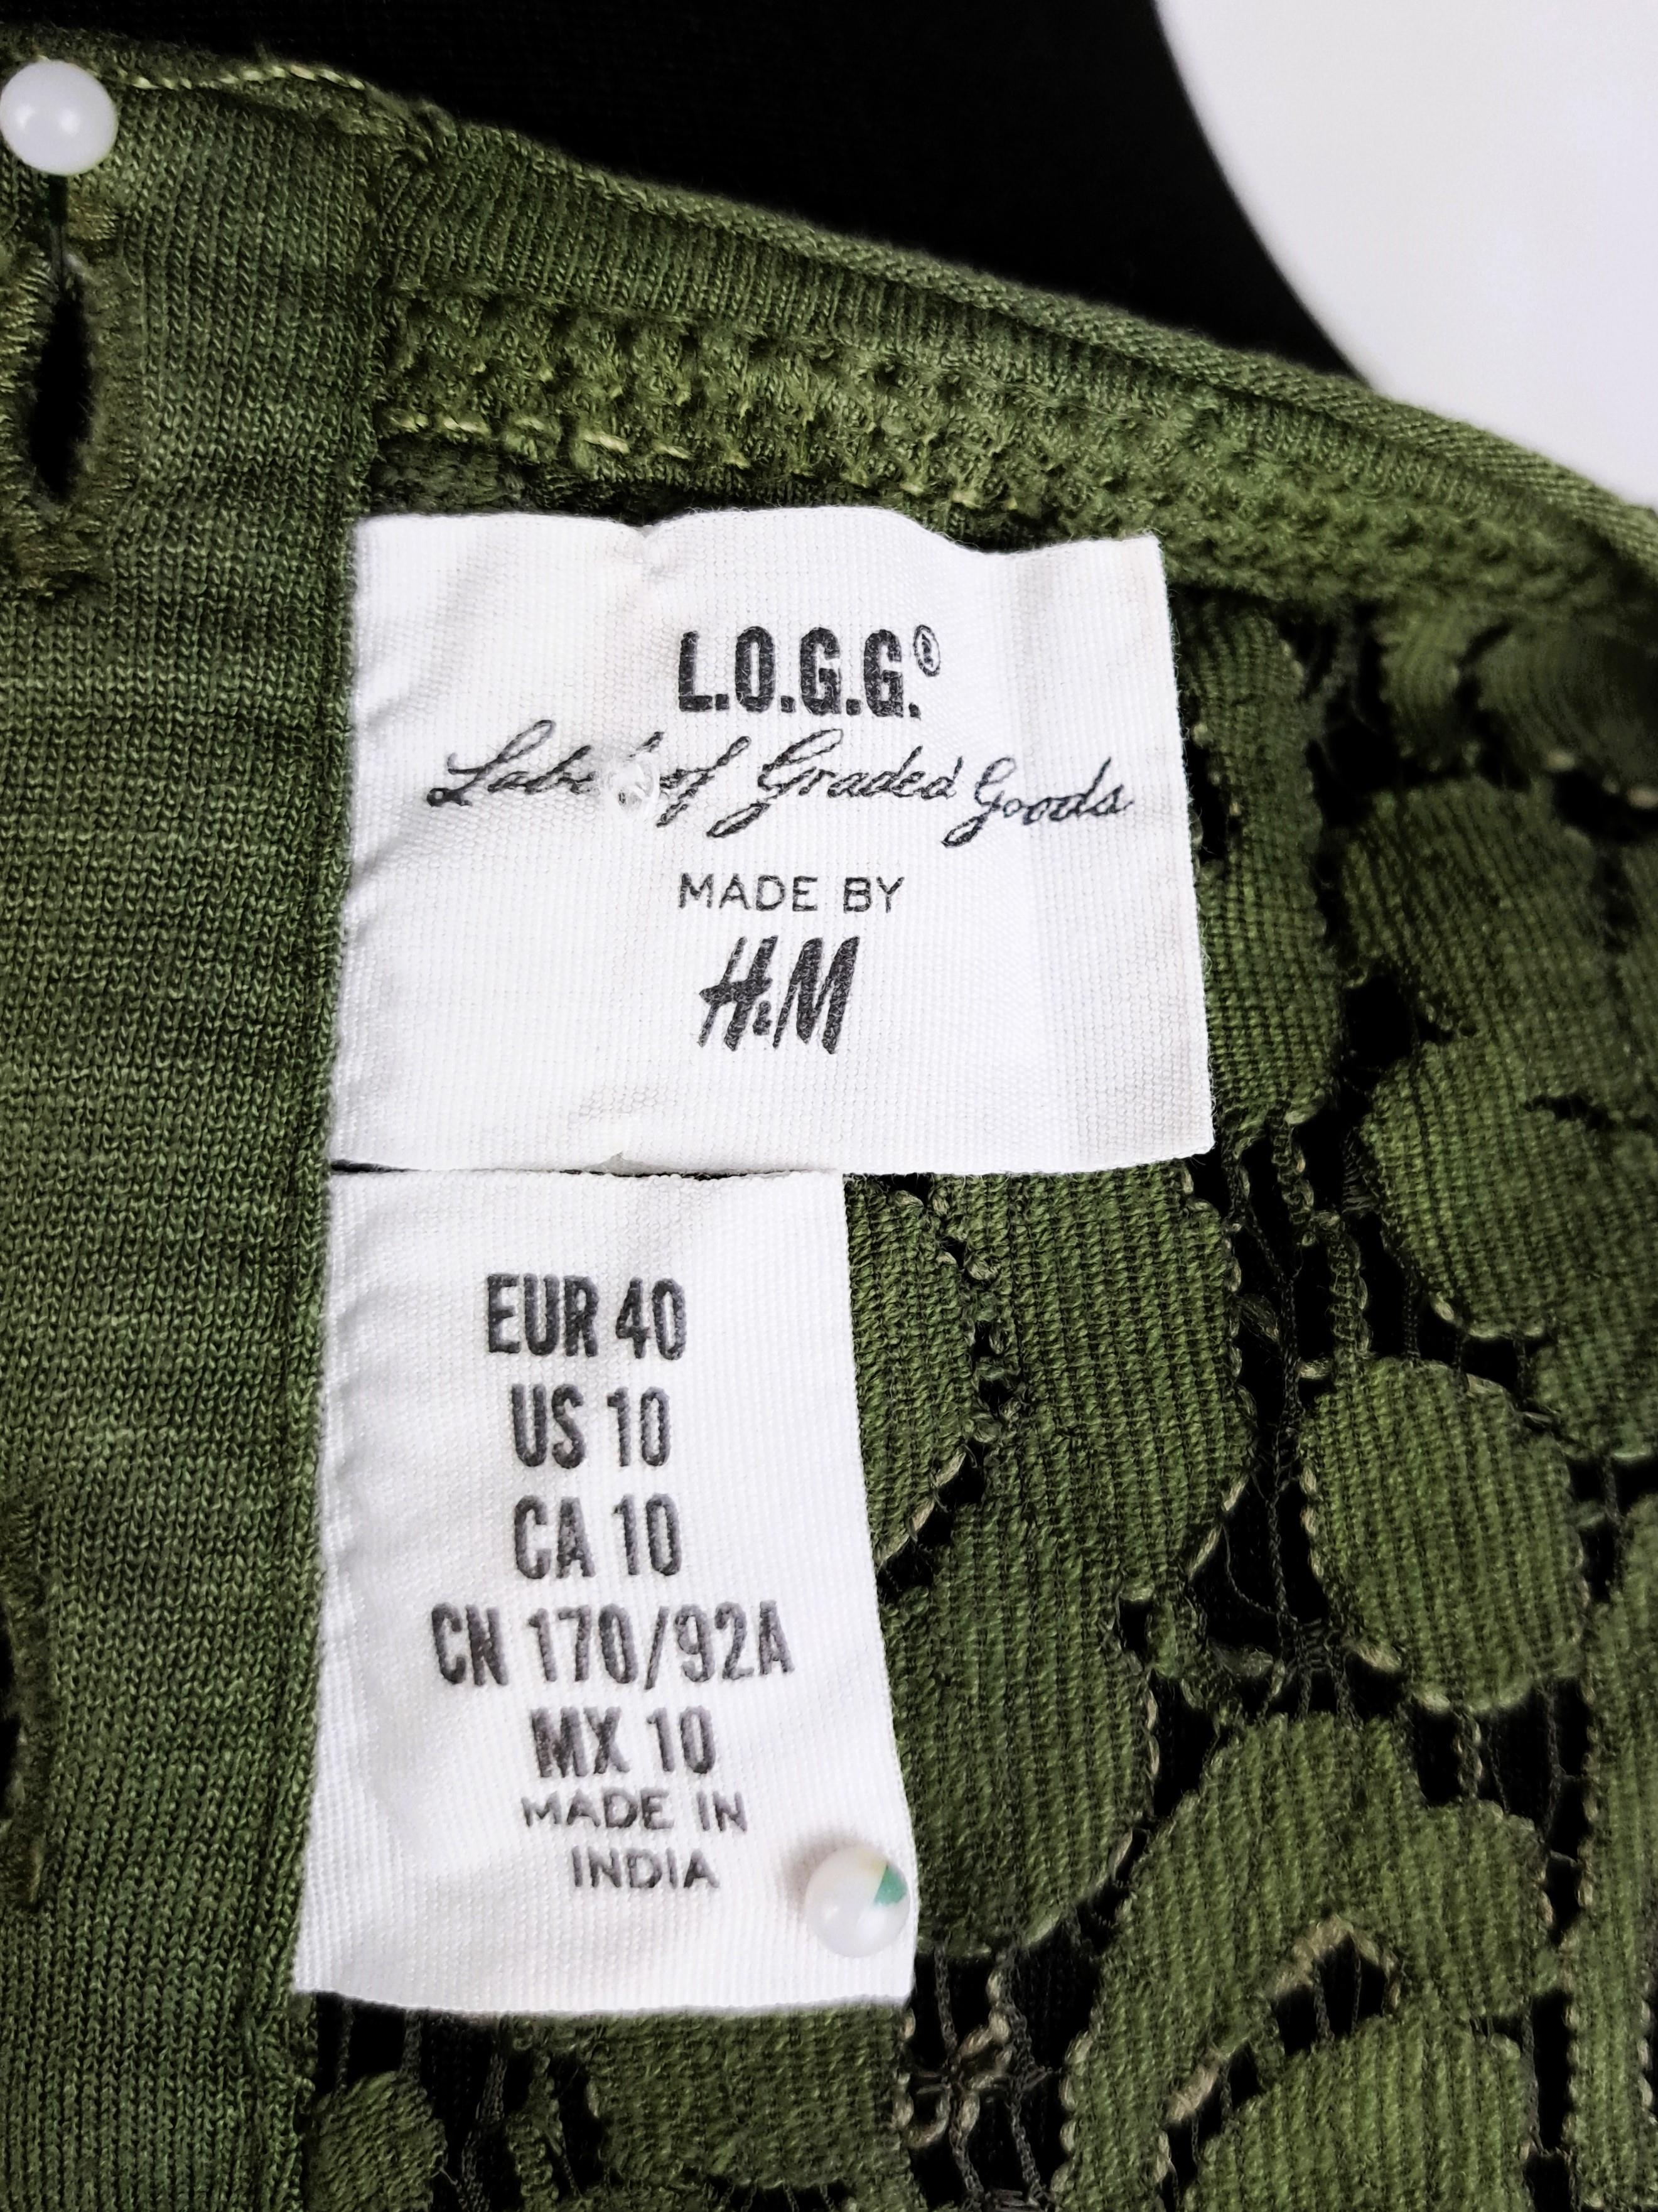 L.O.G.G.®
Label of Graded Goods
MADE BY
H&M
EUR 40
US 10
CA 10
CN 170/92A
MX 10
MADE IN
INDIA